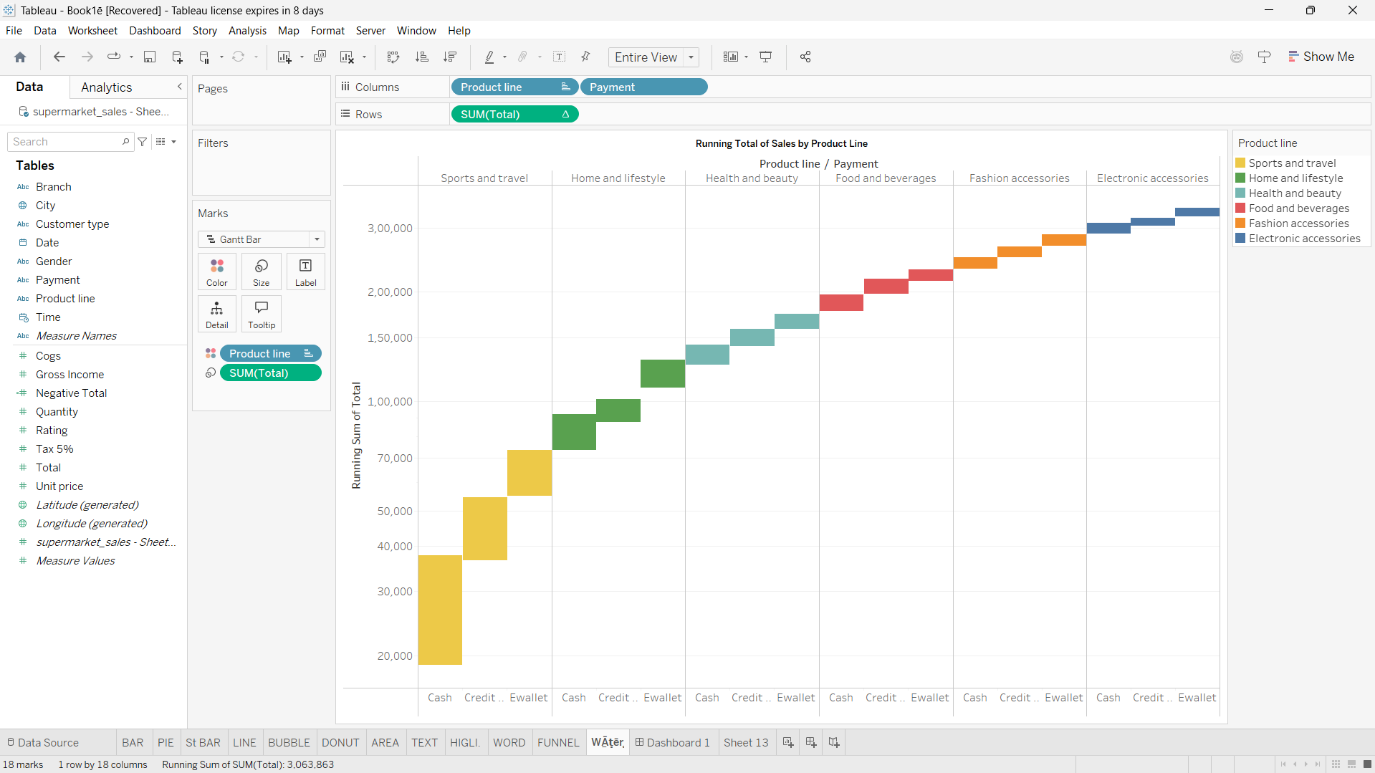 Tableau - Book1ē [Recovered] - Tableau license expires in 8 days
File Data Worksheet Dashboard Story Analysis Map Format Server Window Help
Entire View
Show Me
Data Analytics
supermarket_sales - Shee...
Search
Tables
Abc Branch
City
Abc Customer type
Date
Abc Gender
Abc Payment
Abc Product line
Time
Abc Measure Names
Cogs
Gross Income
Negative Total
Quantity
Rating
Tax 5%
Total
Unit price
Latitude (generated)
Longitude (generated)
supermarket_sales - Sheet...
Measure Values
Pages
Filters
Marks
Gantt Bar
Color Size Label
Detail Tooltip
Product line
SUM(Total)
Columns Product line Payment
Rows SUM(Total) Δ
Running Total of Sales by Product Line
Product line / Payment
Sports and travel Home and lifestyle Health and beauty Food and beverages Fashion accessories Electronic accessories
Running Sum of Total
3,00,000
2,00,000
1,50,000
1,00,000
70,000
50,000
40,000
30,000
20,000
Cash Credit .. Ewallet Cash Credit .. Ewallet Cash Credit .. Ewallet Cash Credit .. Ewallet Cash Credit .. Ewallet Cash Credit .. Ewallet
Product line
Sports and travel
Home and lifestyle
Health and beauty
Food and beverages
Fashion accessories
Electronic accessories
Data Source BAR PIE St BAR LINE BUBBLE DONUT AREA TEXT HIGLI. WORD FUNNEL Dashboard 1 Sheet 13
18 marks 1 row by 18 columns Running Sum of SUM(Total): 3,063,863